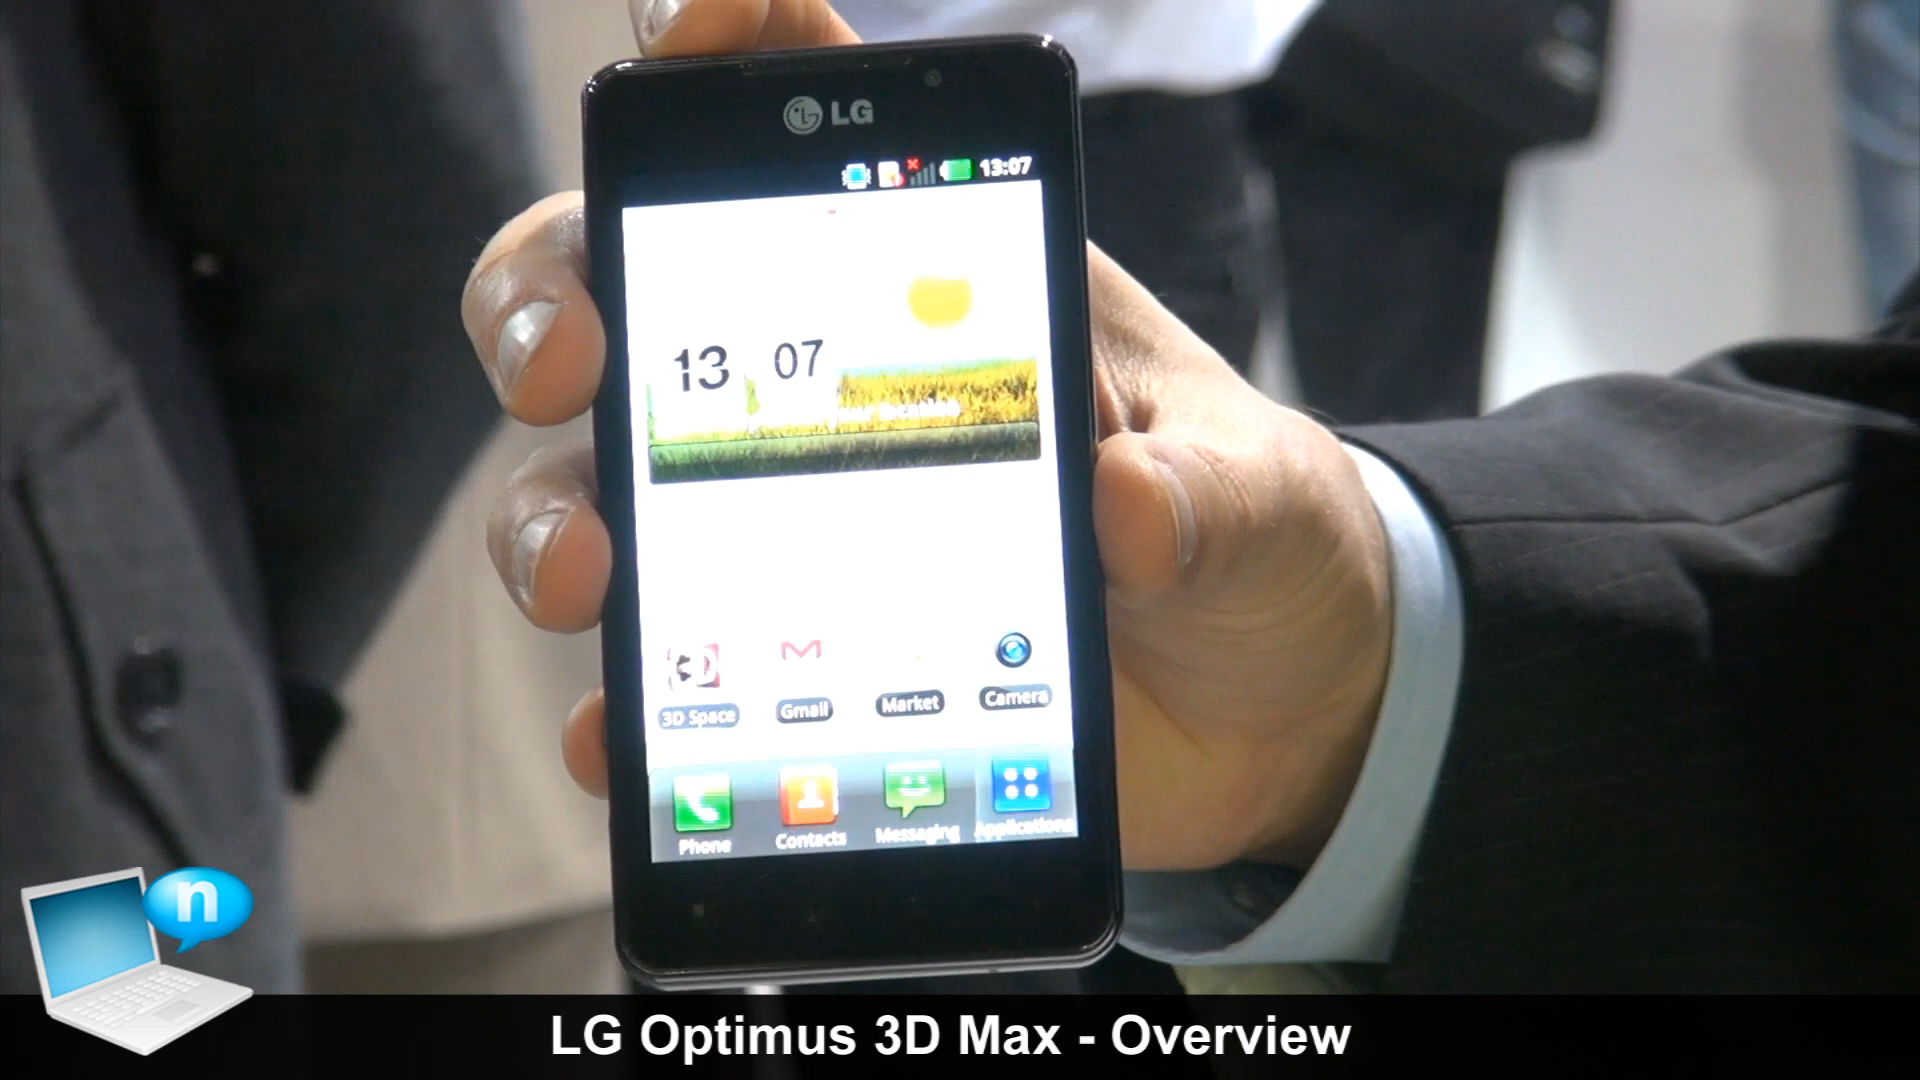 LG
13:07
13 07
3D Space Gmail Market Camera
Phone Contacts Messaging Applications
n
LG Optimus 3D Max - Overview